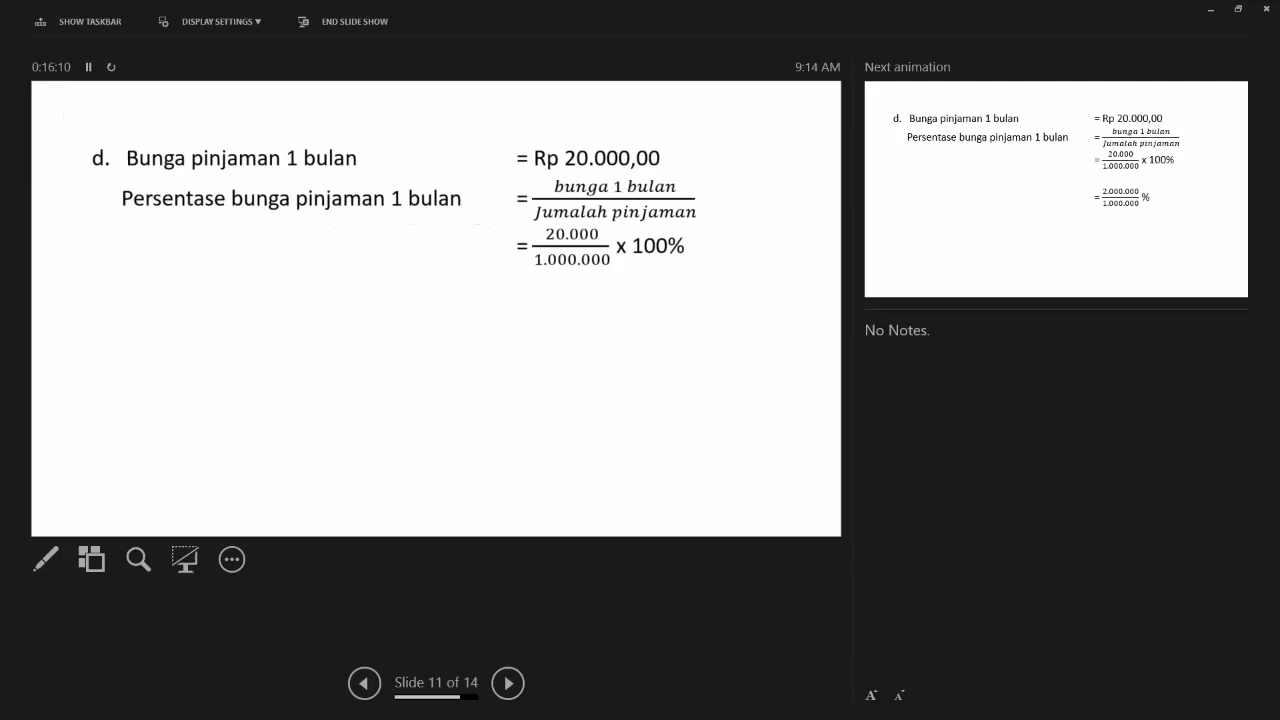 SHOW TASKBAR DISPLAY SETTINGS ▼ END SLIDE SHOW
0:16:10 9:14 AM
d. Bunga pinjaman 1 bulan = Rp 20.000,00
Persentase bunga pinjaman 1 bulan = bunga 1 bulan / Jumalah pinjaman
= 20.000 / 1.000.000 x 100%
Slide 11 of 14
Next animation
d. Bunga pinjaman 1 bulan = Rp 20.000,00
Persentase bunga pinjaman 1 bulan = bunga 1 bulan / Jumalah pinjaman
= 20.000 / 1.000.000 x 100%
= 2.000.000 / 1.000.000 %
No Notes.
A A